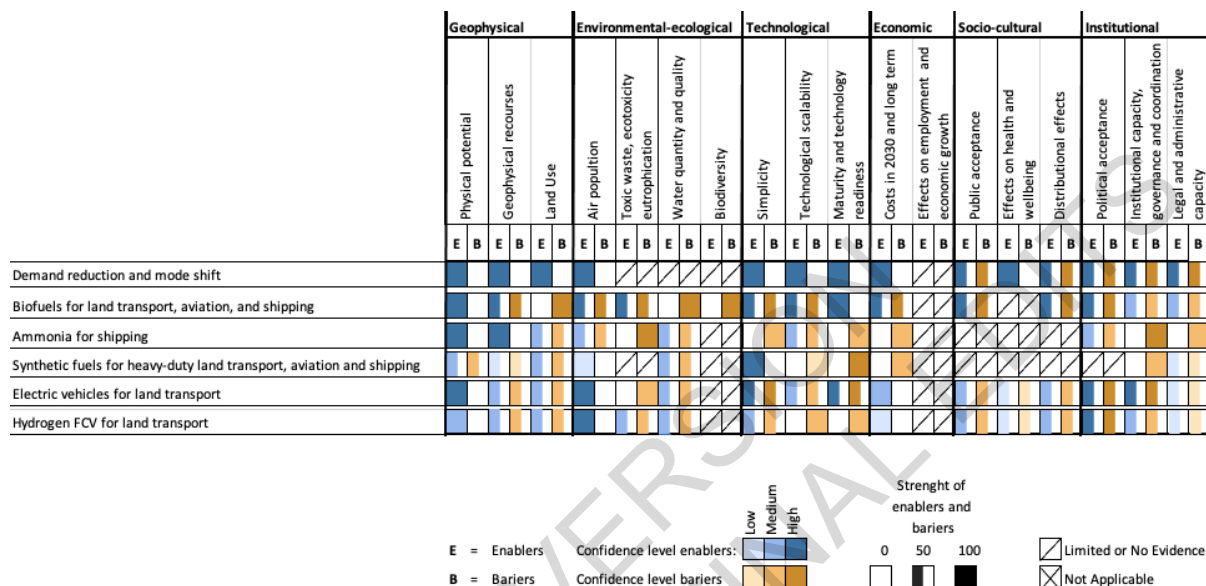 Geophysical Environmental-ecological Technological Economic Socio-cultural Institutional
Physical potential
Geophysical recourses
Land Use
Air popultion
Toxic waste, ecotoxicity
eutrophication
Water quantity and quality
Biodiversity
Simplicity
Technological scalability
Maturity and technology
readiness
Costs in 2030 and long term
Effects on employment and
economic growth
Public acceptance
Effects on health and
wellbeing
Distributional effects
Political acceptance
Institutional capacity,
governance and coordination
Legal and administrative
capacity
E B E B E B E B E B E B E B E B E B E B E B E B E B E B E B E B E B E B
Demand reduction and mode shift
Biofuels for land transport, aviation, and shipping
Ammonia for shipping
Synthetic fuels for heavy-duty land transport, aviation and shipping
Electric vehicles for land transport
Hydrogen FCV for land transport
VERSION
FINAL EDITS
Low
Medium
High
Strenght of
enablers and
bariers
E = Enablers Confidence level enablers: 0 50 100 Limited or No Evidence
B = Bariers Confidence level bariers Not Applicable